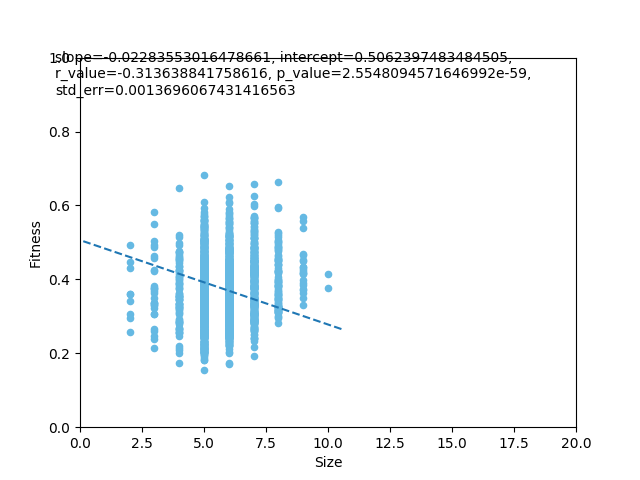 slope=-0.02283553016478661, intercept=0.5062397483484505,
r_value=-0.313638841758616, p_value=2.5548094571646992e-59,
std_err=0.0013696067431416563
1.0
0.8
0.6
0.4
0.2
0.0
Fitness
0.0 2.5 5.0 7.5 10.0 12.5 15.0 17.5 20.0
Size